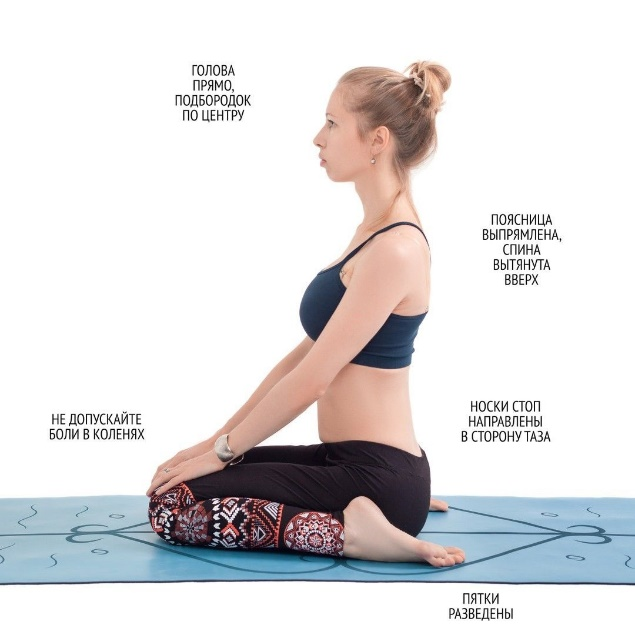 ГОЛОВА
ПРЯМО,
ПОДБОРОДОК
ПО ЦЕНТРУ
ПОЯСНИЦА
ВЫПРЯМЛЕНА,
СПИНА
ВЫТЯНУТА
ВВЕРХ
НЕ ДОПУСКАЙТЕ
БОЛИ В КОЛЕНЯХ
НОСКИ СТОП
НАПРАВЛЕНЫ
В СТОРОНУ ТАЗА
ПЯТКИ
РАЗВЕДЕНЫ